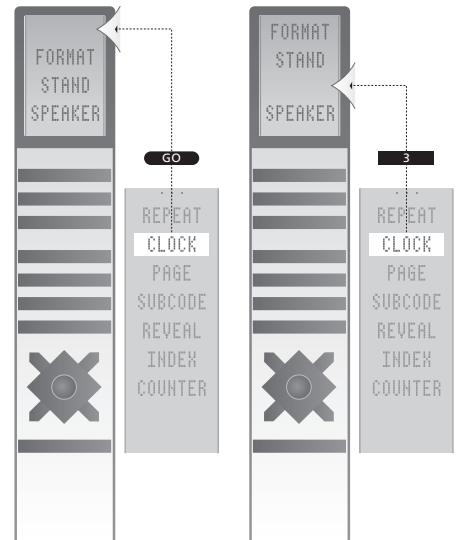 FORMAT
STAND
SPEAKER
GO
REPEAT
CLOCK
PAGE
SUBCODE
REVEAL
INDEX
COUNTER
FORMAT
STAND
SPEAKER
3
REPEAT
CLOCK
PAGE
SUBCODE
REVEAL
INDEX
COUNTER